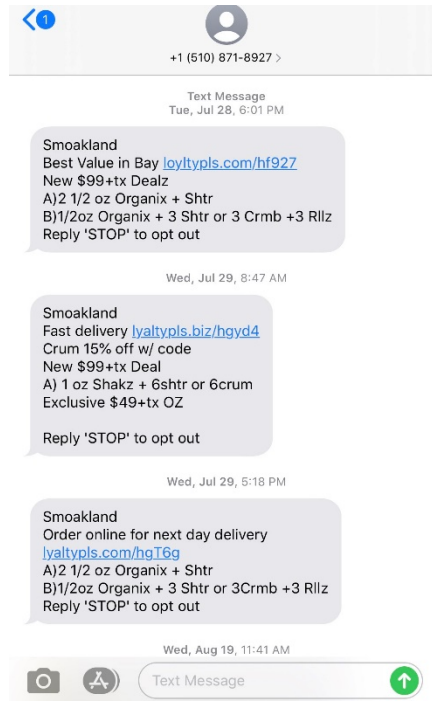 1
+1 (510) 871-8927 >
Text Message
Tue, Jul 28, 6:01 PM
Smoakland
Best Value in Bay loyltypls.com/hf927
New $99+tx Dealz
A)2 1/2 oz Organix + Shtr
B)1/2oz Organix + 3 Shtr or 3 Crmb +3 Rllz
Reply 'STOP' to opt out
Wed, Jul 29, 8:47 AM
Smoakland
Fast delivery lyaltypls.biz/hgyd4
Crum 15% off w/ code
New $99+tx Deal
A) 1 oz Shakz + 6shtr or 6crum
Exclusive $49+tx OZ
Reply 'STOP' to opt out
Wed, Jul 29, 5:18 PM
Smoakland
Order online for next day delivery
lyaltypls.com/hgT6g
A)2 1/2 oz Organix + Shtr
B)1/2oz Organix + 3 Shtr or 3Crmb +3 Rllz
Reply 'STOP' to opt out
Wed, Aug 19, 11:41 AM
Text Message